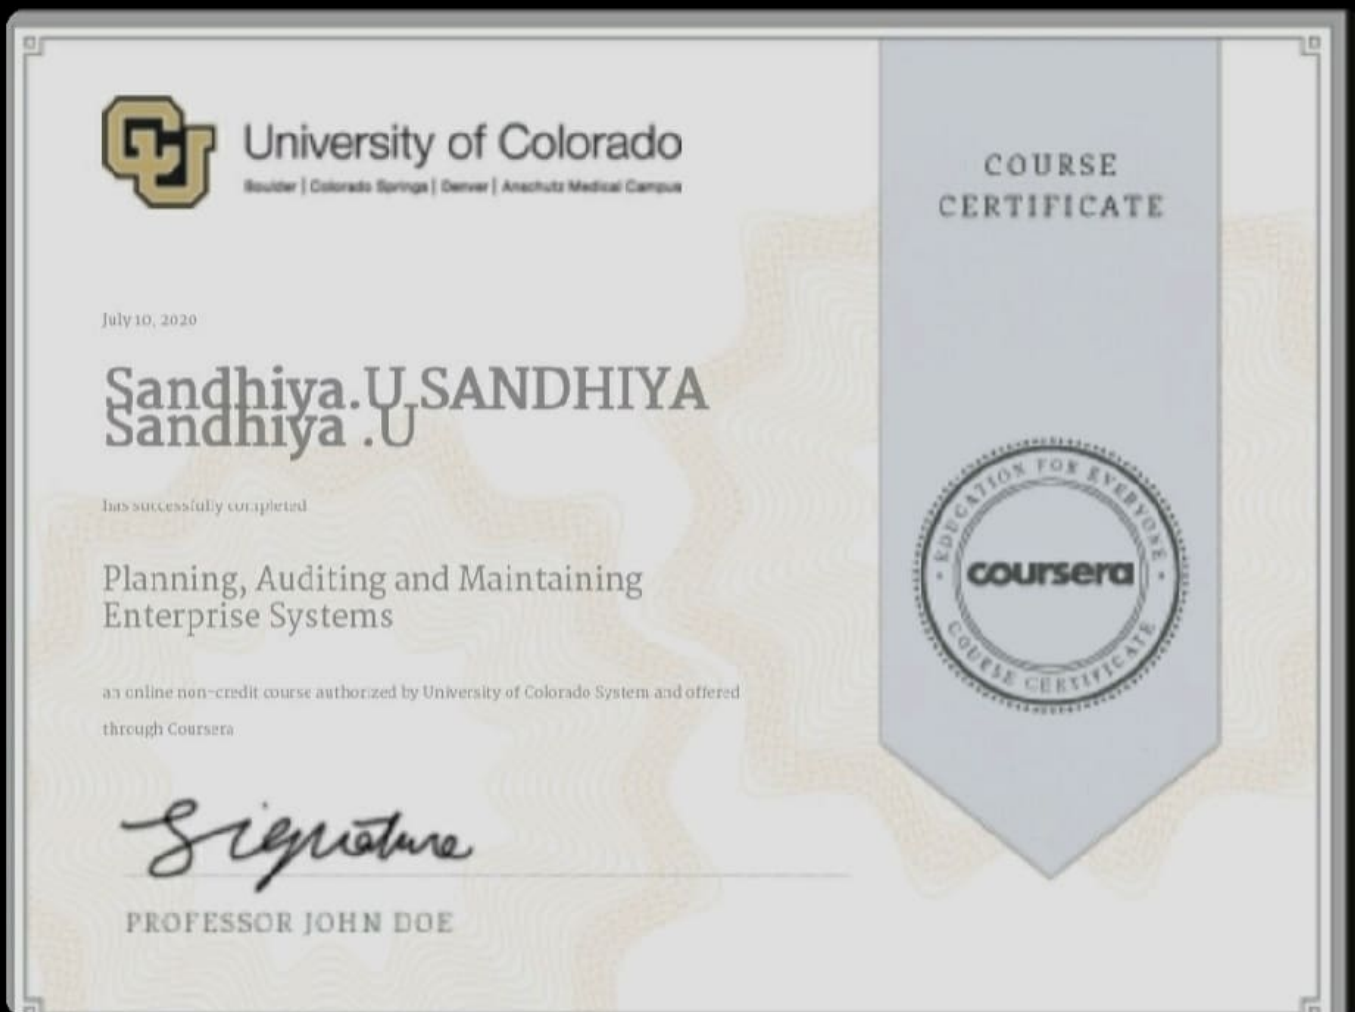 CU
University of Colorado
Boulder | Colorado Springs | Denver | Anschutz Medical Campus
COURSE
CERTIFICATE
July 10, 2020
Sandhiya.U SANDHIYA
Sandhiya .U
has successfully completed
Planning, Auditing and Maintaining
Enterprise Systems
an online non-credit course authorized by University of Colorado System and offered
through Coursera
EDUCATION FOR EVERYONE
coursera
COURSE CERTIFICATE
Signature
PROFESSOR JOHN DOE